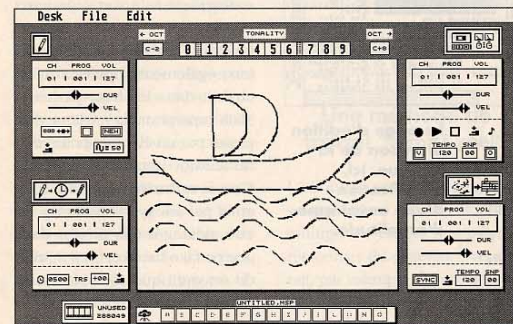 Desk File Edit
← OCT TONALITY OCT →
C-2 0 1 2 3 4 5 6 7 8 9 C+8
CH PROG VOL
01 001 127
DUR
VEL
NEW
50
CH PROG VOL
01 001 127
DUR
VEL
TEMPO SNP
120 00
CH PROG VOL
01 001 127
DUR
VEL
0500 TRS +00
CH PROG VOL
01 001 127
DUR
VEL
SYNC TEMPO SNP
120 00
UNUSED
288049
UNTITLED.MSP
A B C D E F G H I J K L M N O